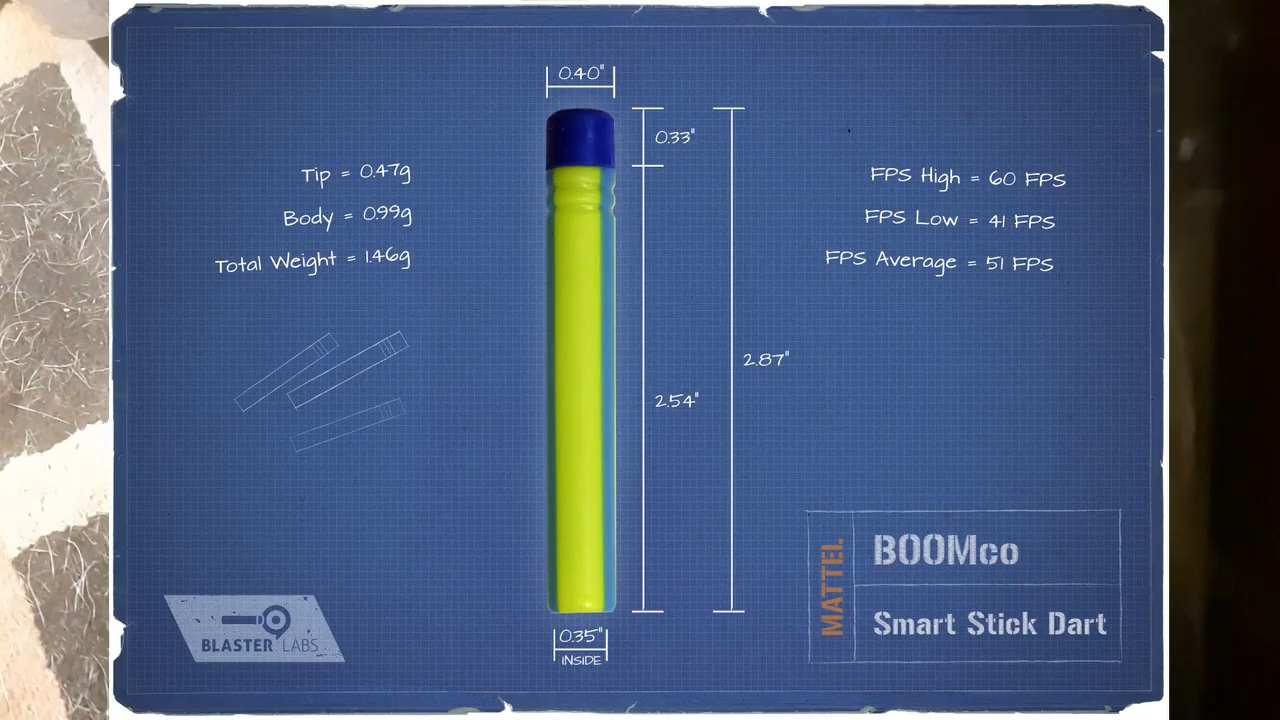 0.40"
0.33"
Tip = 0.47g
Body = 0.99g
Total Weight = 1.46g
FPS High = 60 FPS
FPS Low = 41 FPS
FPS Average = 51 FPS
2.87"
2.54"
0.35"
INSIDE
MATTEL
BOOMco
Smart Stick Dart
BLASTER LABS